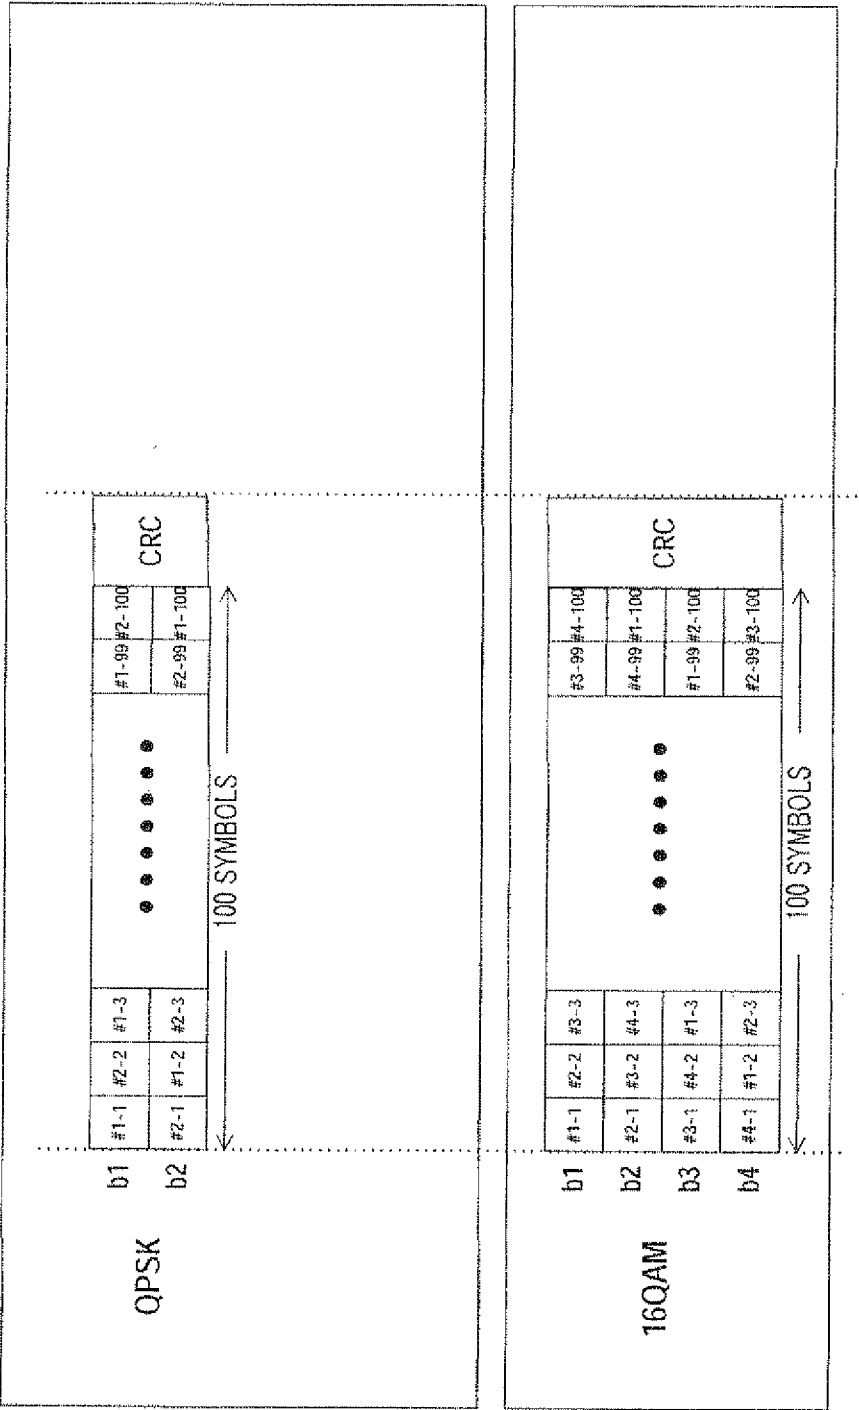 QPSK
b1 #1-1 #2-2 #1-3 #1-99 #2-100
b2 #2-1 #1-2 #2-3 #2-99 #1-100
CRC
100 SYMBOLS
16QAM
b1 #1-1 #2-2 #3-3 #3-99 #4-100
b2 #2-1 #3-2 #4-3 #4-99 #1-100
b3 #3-1 #4-2 #1-3 #1-99 #2-100
b4 #4-1 #1-2 #2-3 #2-99 #3-100
CRC
100 SYMBOLS